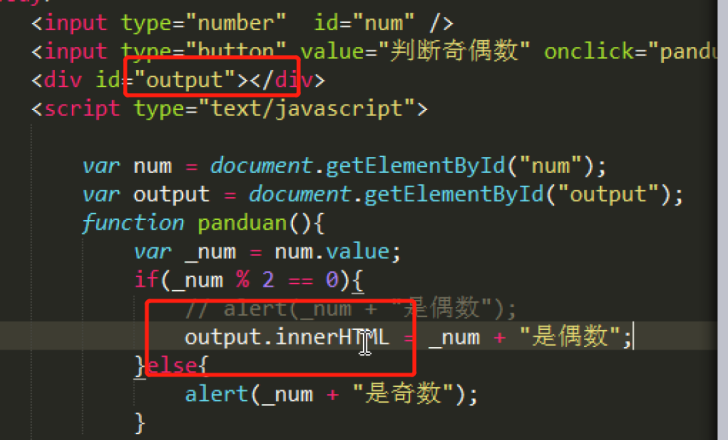 <input type="number"  id="num" />
<input type="button" value="判断奇偶数" onclick="pandu
<div id="output"></div>
<script type="text/javascript">
var num = document.getElementById("num");
var output = document.getElementById("output");
function panduan(){
var _num = num.value;
if(_num % 2 == 0){
// alert(_num + "是偶数");
output.innerHTML = _num + "是偶数";
}else{
alert(_num + "是奇数");
}